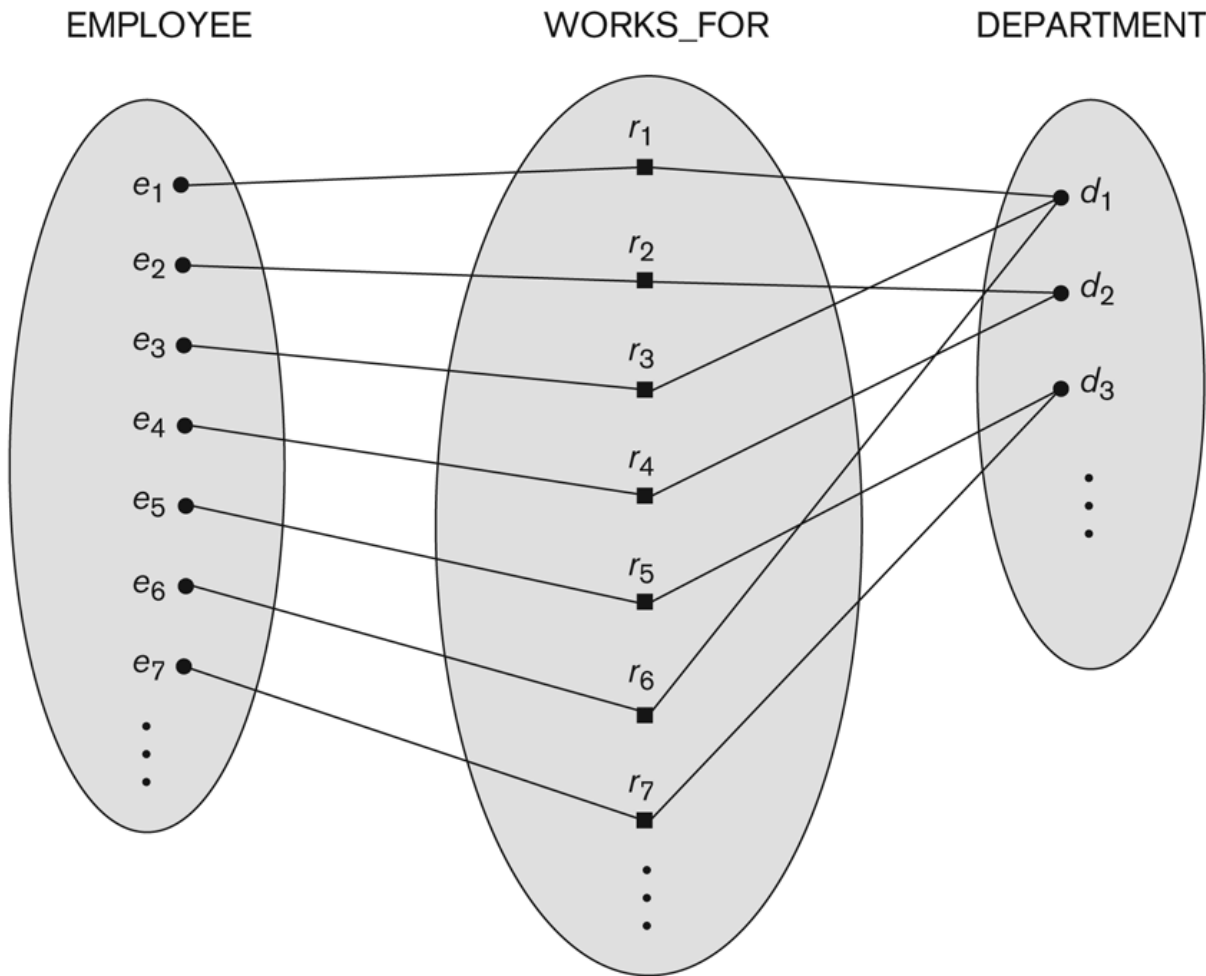 EMPLOYEE WORKS_FOR DEPARTMENT
r1
e1 d1
r2
e2 d2
e3 r3 d3
e4 r4
e5 r5
e6 r6
e7 r7